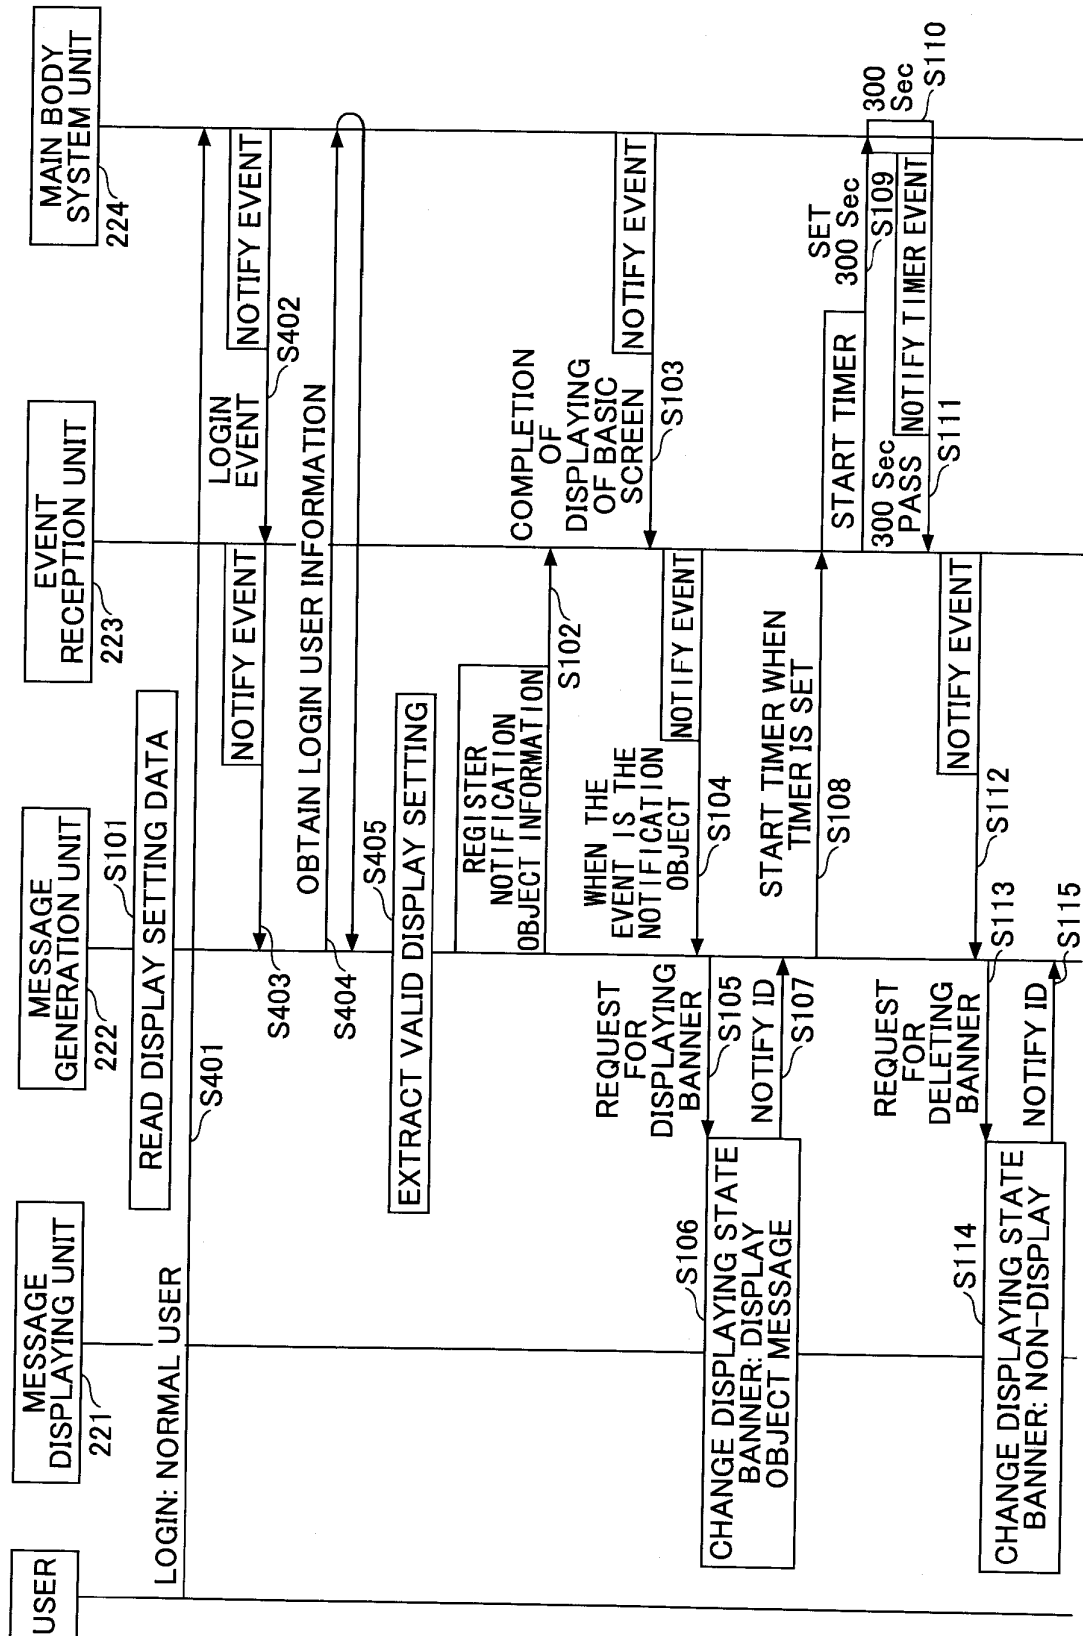 USER
MESSAGE
DISPLAYING UNIT
221
MESSAGE
GENERATION UNIT
222
EVENT
RECEPTION UNIT
223
MAIN BODY
SYSTEM UNIT
224
S101
READ DISPLAY SETTING DATA
LOGIN: NORMAL USER
S401
LOGIN
EVENT
NOTIFY EVENT
S402
NOTIFY EVENT
S403
OBTAIN LOGIN USER INFORMATION
S404
S405
EXTRACT VALID DISPLAY SETTING
REGISTER
NOTIFICATION
OBJECT INFORMATION
S102
COMPLETION
OF
DISPLAYING
OF BASIC
SCREEN
NOTIFY EVENT
S103
WHEN THE
EVENT IS THE
NOTIFICATION
OBJECT
NOTIFY EVENT
S104
REQUEST
FOR
DISPLAYING
BANNER
S105
S106
CHANGE DISPLAYING STATE
BANNER: DISPLAY
OBJECT MESSAGE
NOTIFY ID
S107
START TIMER WHEN
TIMER IS SET
S108
START TIMER
SET
300 Sec
S109
300
Sec
S110
300 Sec
PASS
NOTIFY TIMER EVENT
S111
NOTIFY EVENT
S112
REQUEST
FOR
DELETING
BANNER
S113
S114
CHANGE DISPLAYING STATE
BANNER: NON-DISPLAY
NOTIFY ID
S115